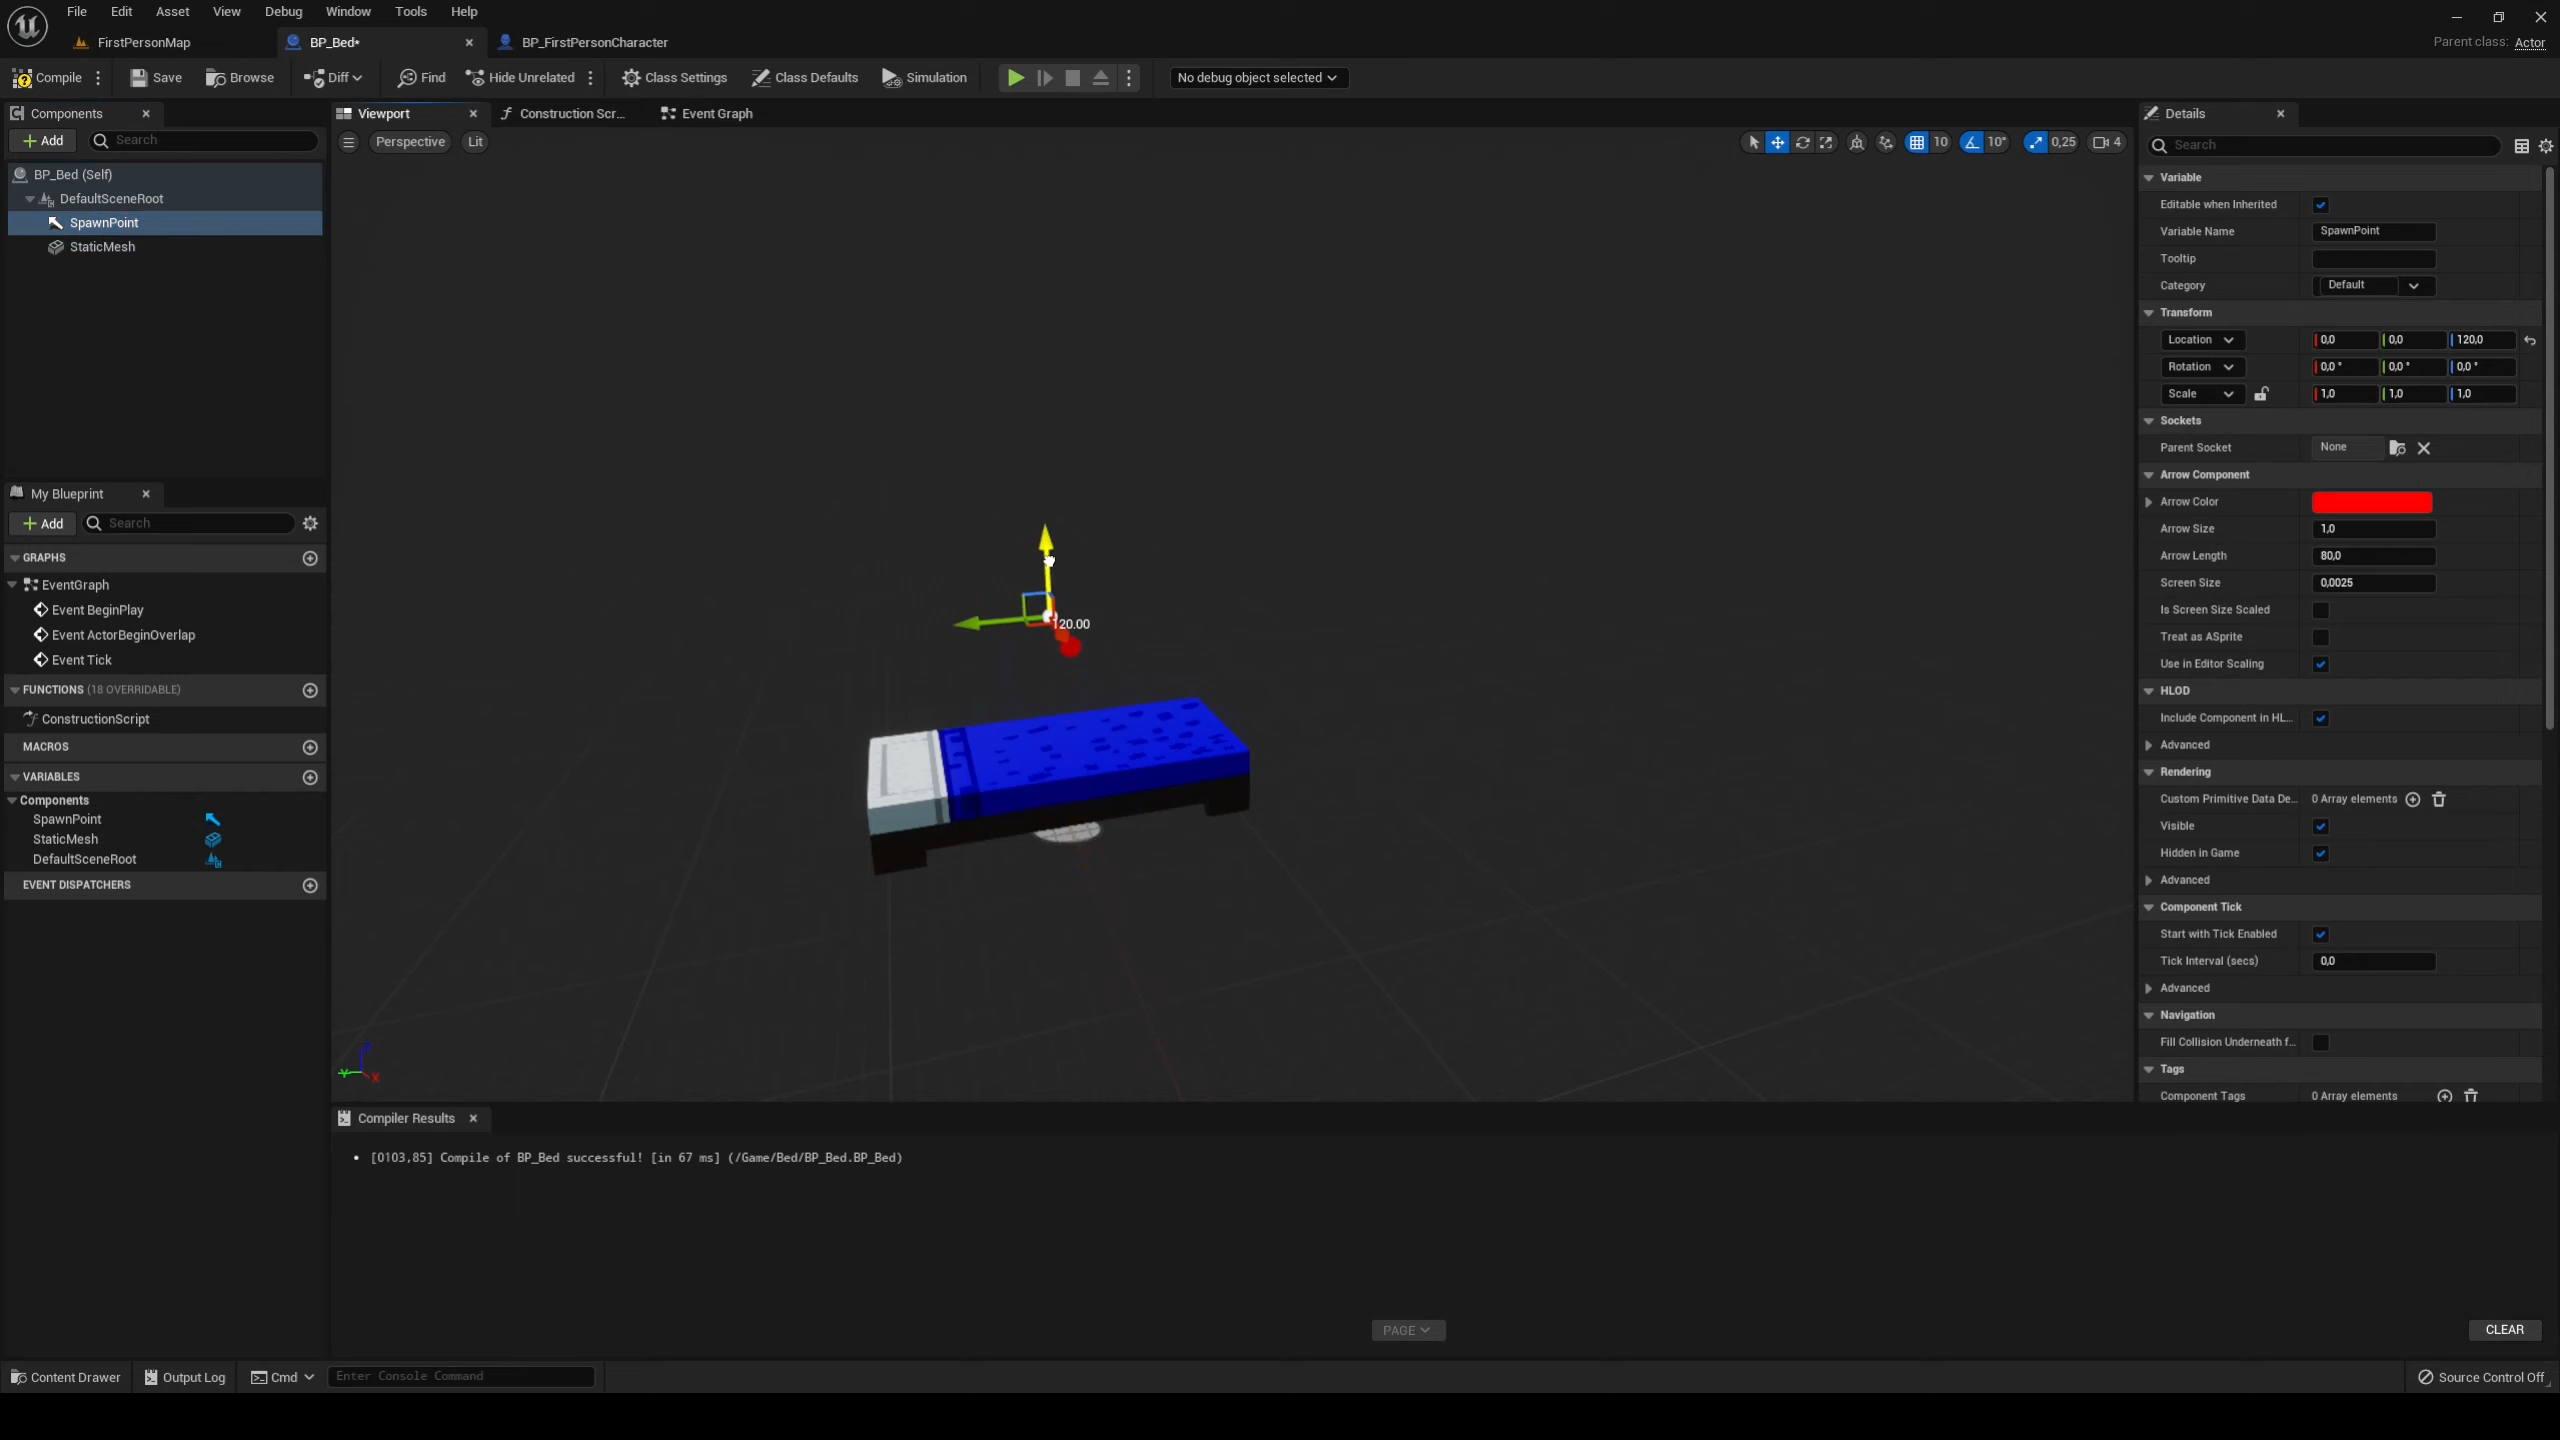 File Edit Asset View Debug Window Tools Help
FirstPersonMap BP_Bed* BP_FirstPersonCharacter Parent class: Actor
Compile Save Browse Diff Find Hide Unrelated Class Settings Class Defaults Simulation No debug object selected
Components
Add Search
BP_Bed (Self)
DefaultSceneRoot
SpawnPoint
StaticMesh
My Blueprint
Add Search
GRAPHS
EventGraph
Event BeginPlay
Event ActorBeginOverlap
Event Tick
FUNCTIONS (18 OVERRIDABLE)
ConstructionScript
MACROS
VARIABLES
Components
SpawnPoint
StaticMesh
DefaultSceneRoot
EVENT DISPATCHERS
Viewport Construction Scr... Event Graph
Perspective Lit 10 10° 0,25 4
120.00
Z
Y
X
Compiler Results
• [0103,85] Compile of BP_Bed successful! [in 67 ms] (/Game/Bed/BP_Bed.BP_Bed)
PAGE
CLEAR
Details
Search
Variable
Editable when Inherited
Variable Name SpawnPoint
Tooltip
Category Default
Transform
Location 0,0 0,0 120,0
Rotation 0,0 ° 0,0 ° 0,0 °
Scale 1,0 1,0 1,0
Sockets
Parent Socket None
Arrow Component
Arrow Color
Arrow Size 1,0
Arrow Length 80,0
Screen Size 0,0025
Is Screen Size Scaled
Treat as ASprite
Use in Editor Scaling
HLOD
Include Component in HL...
Advanced
Rendering
Custom Primitive Data De... 0 Array elements
Visible
Hidden in Game
Advanced
Component Tick
Start with Tick Enabled
Tick Interval (secs) 0,0
Advanced
Navigation
Fill Collision Underneath f...
Tags
Component Tags 0 Array elements
Content Drawer Output Log Cmd Enter Console Command Source Control Off